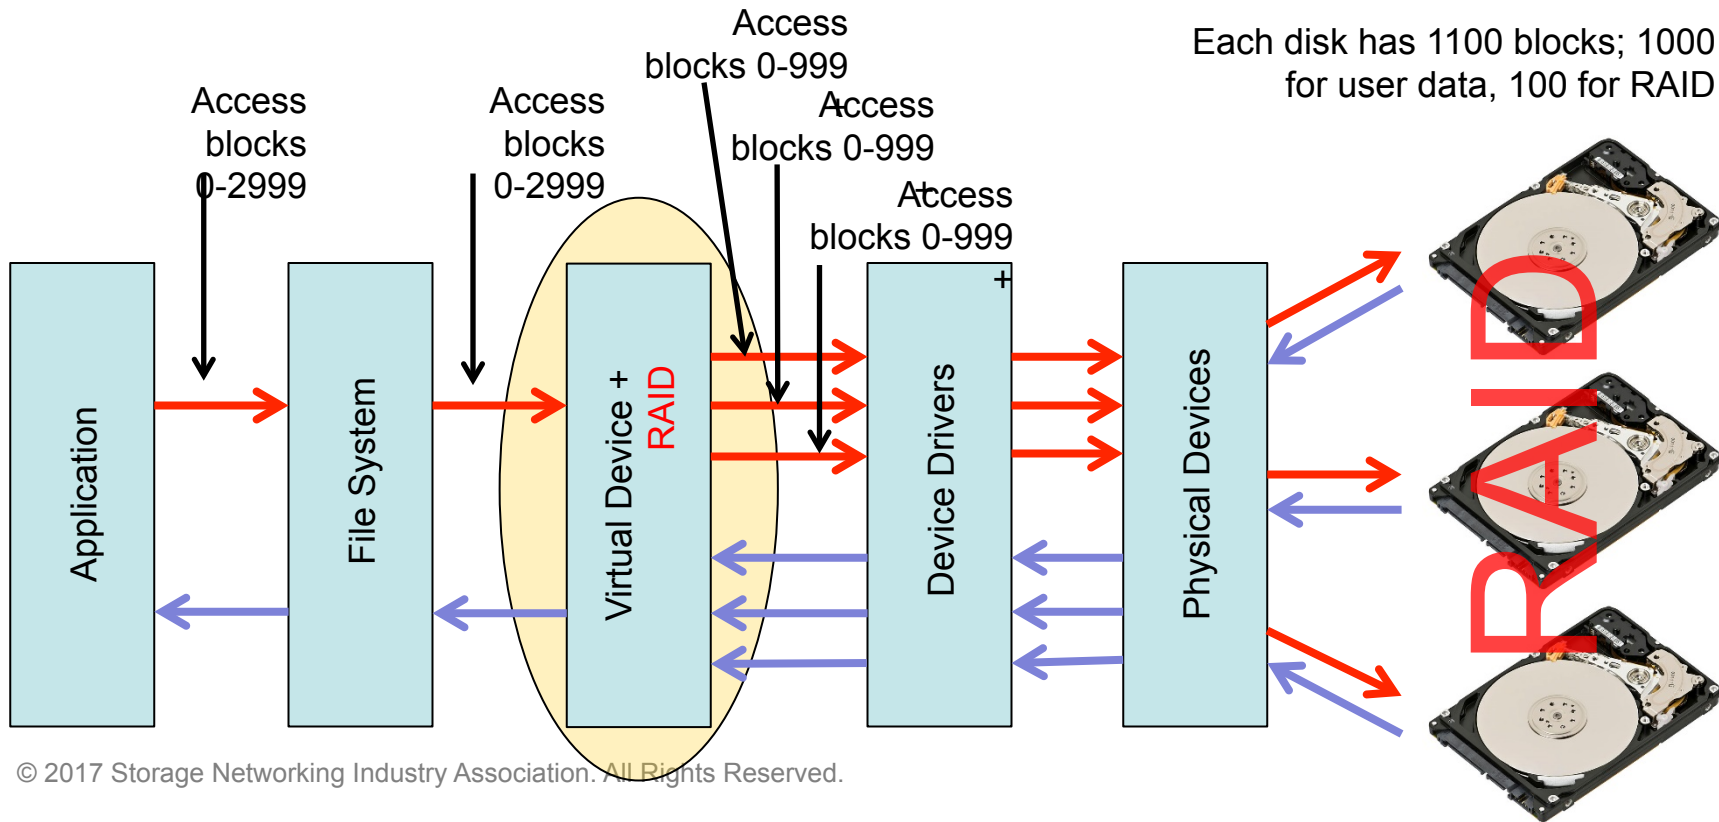 Access
blocks 0-999
+
Access
blocks 0-999
+
Access
blocks 0-999
+
Each disk has 1100 blocks; 1000
for user data, 100 for RAID
Access
blocks
0-2999
Access
blocks
0-2999
Application
File System
Virtual Device +
RAID
Device Drivers
Physical Devices
RAID
© 2017 Storage Networking Industry Association. All Rights Reserved.